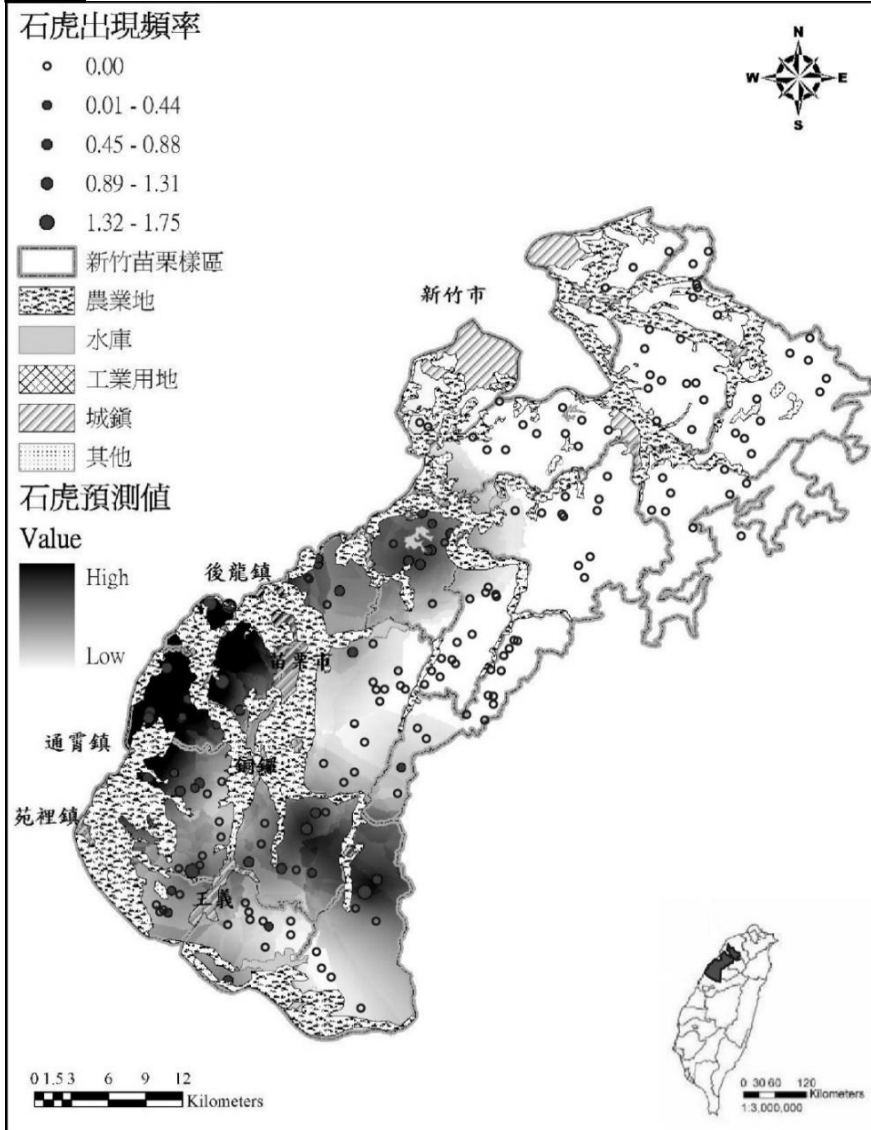 石虎出現頻率
0.00
0.01 - 0.44
0.45 - 0.88
0.89 - 1.31
1.32 - 1.75
新竹苗栗樣區
農業地
水庫
工業用地
城鎮
其他
石虎預測值
Value
High
Low
N
W E
S
新竹市
後龍鎮
苗栗市
通霄鎮
銅鑼
苑裡鎮
王義
0 1.5 3 6 9 12
Kilometers
0 30 60 120
Kilometers
1:3,000,000